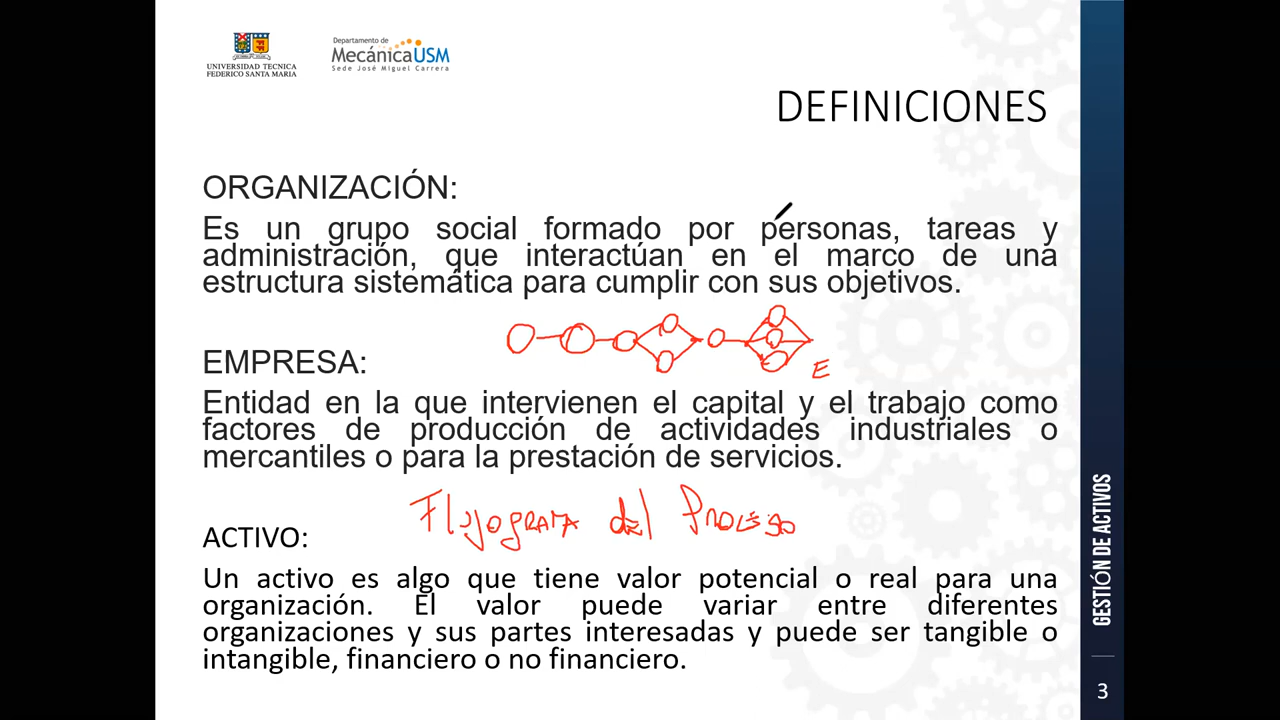 UNIVERSIDAD TECNICA
FEDERICO SANTA MARIA
Departamento de
MecánicaUSM
Sede José Miguel Carrera
DEFINICIONES
ORGANIZACIÓN:
Es un grupo social formado por personas, tareas y
administración, que interactúan en el marco de una
estructura sistemática para cumplir con sus objetivos.
E
EMPRESA:
Entidad en la que intervienen el capital y el trabajo como
factores de producción de actividades industriales o
mercantiles o para la prestación de servicios.
Flujograma del Proceso
ACTIVO:
Un activo es algo que tiene valor potencial o real para una
organización. El valor puede variar entre diferentes
organizaciones y sus partes interesadas y puede ser tangible o
intangible, financiero o no financiero.
GESTIÓN DE ACTIVOS
3